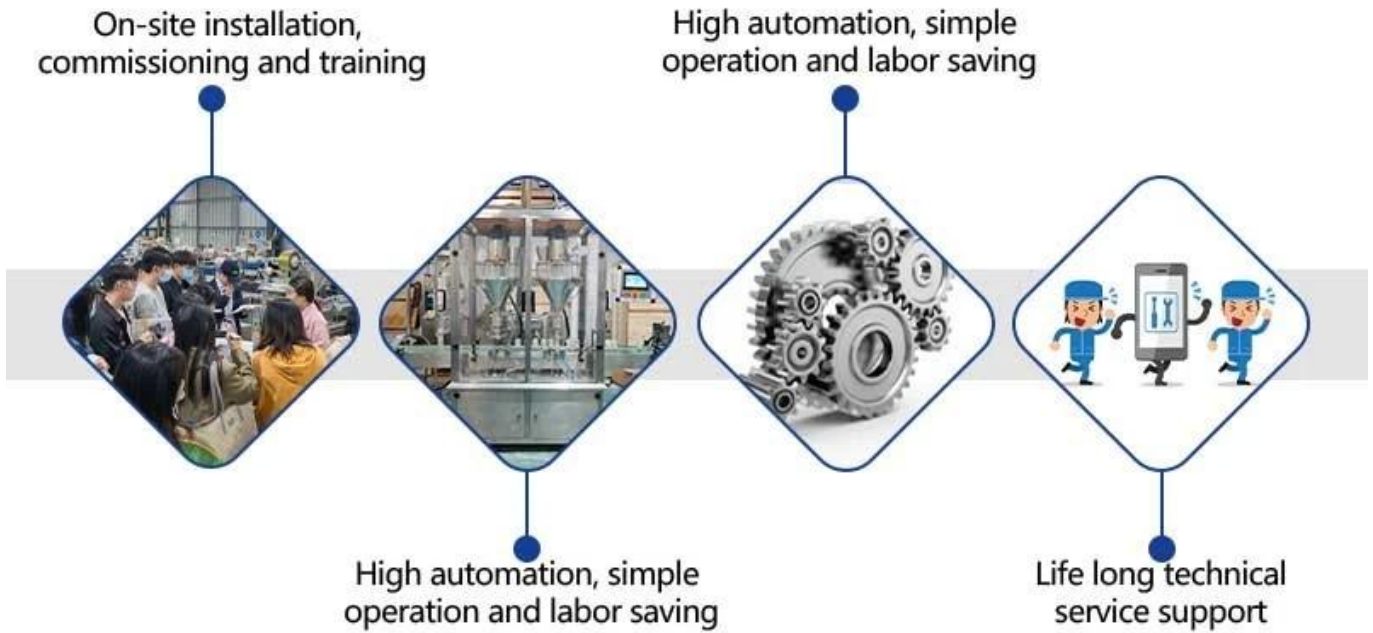 On-site installation,
commissioning and training
High automation, simple
operation and labor saving
High automation, simple
operation and labor saving
Life long technical
service support